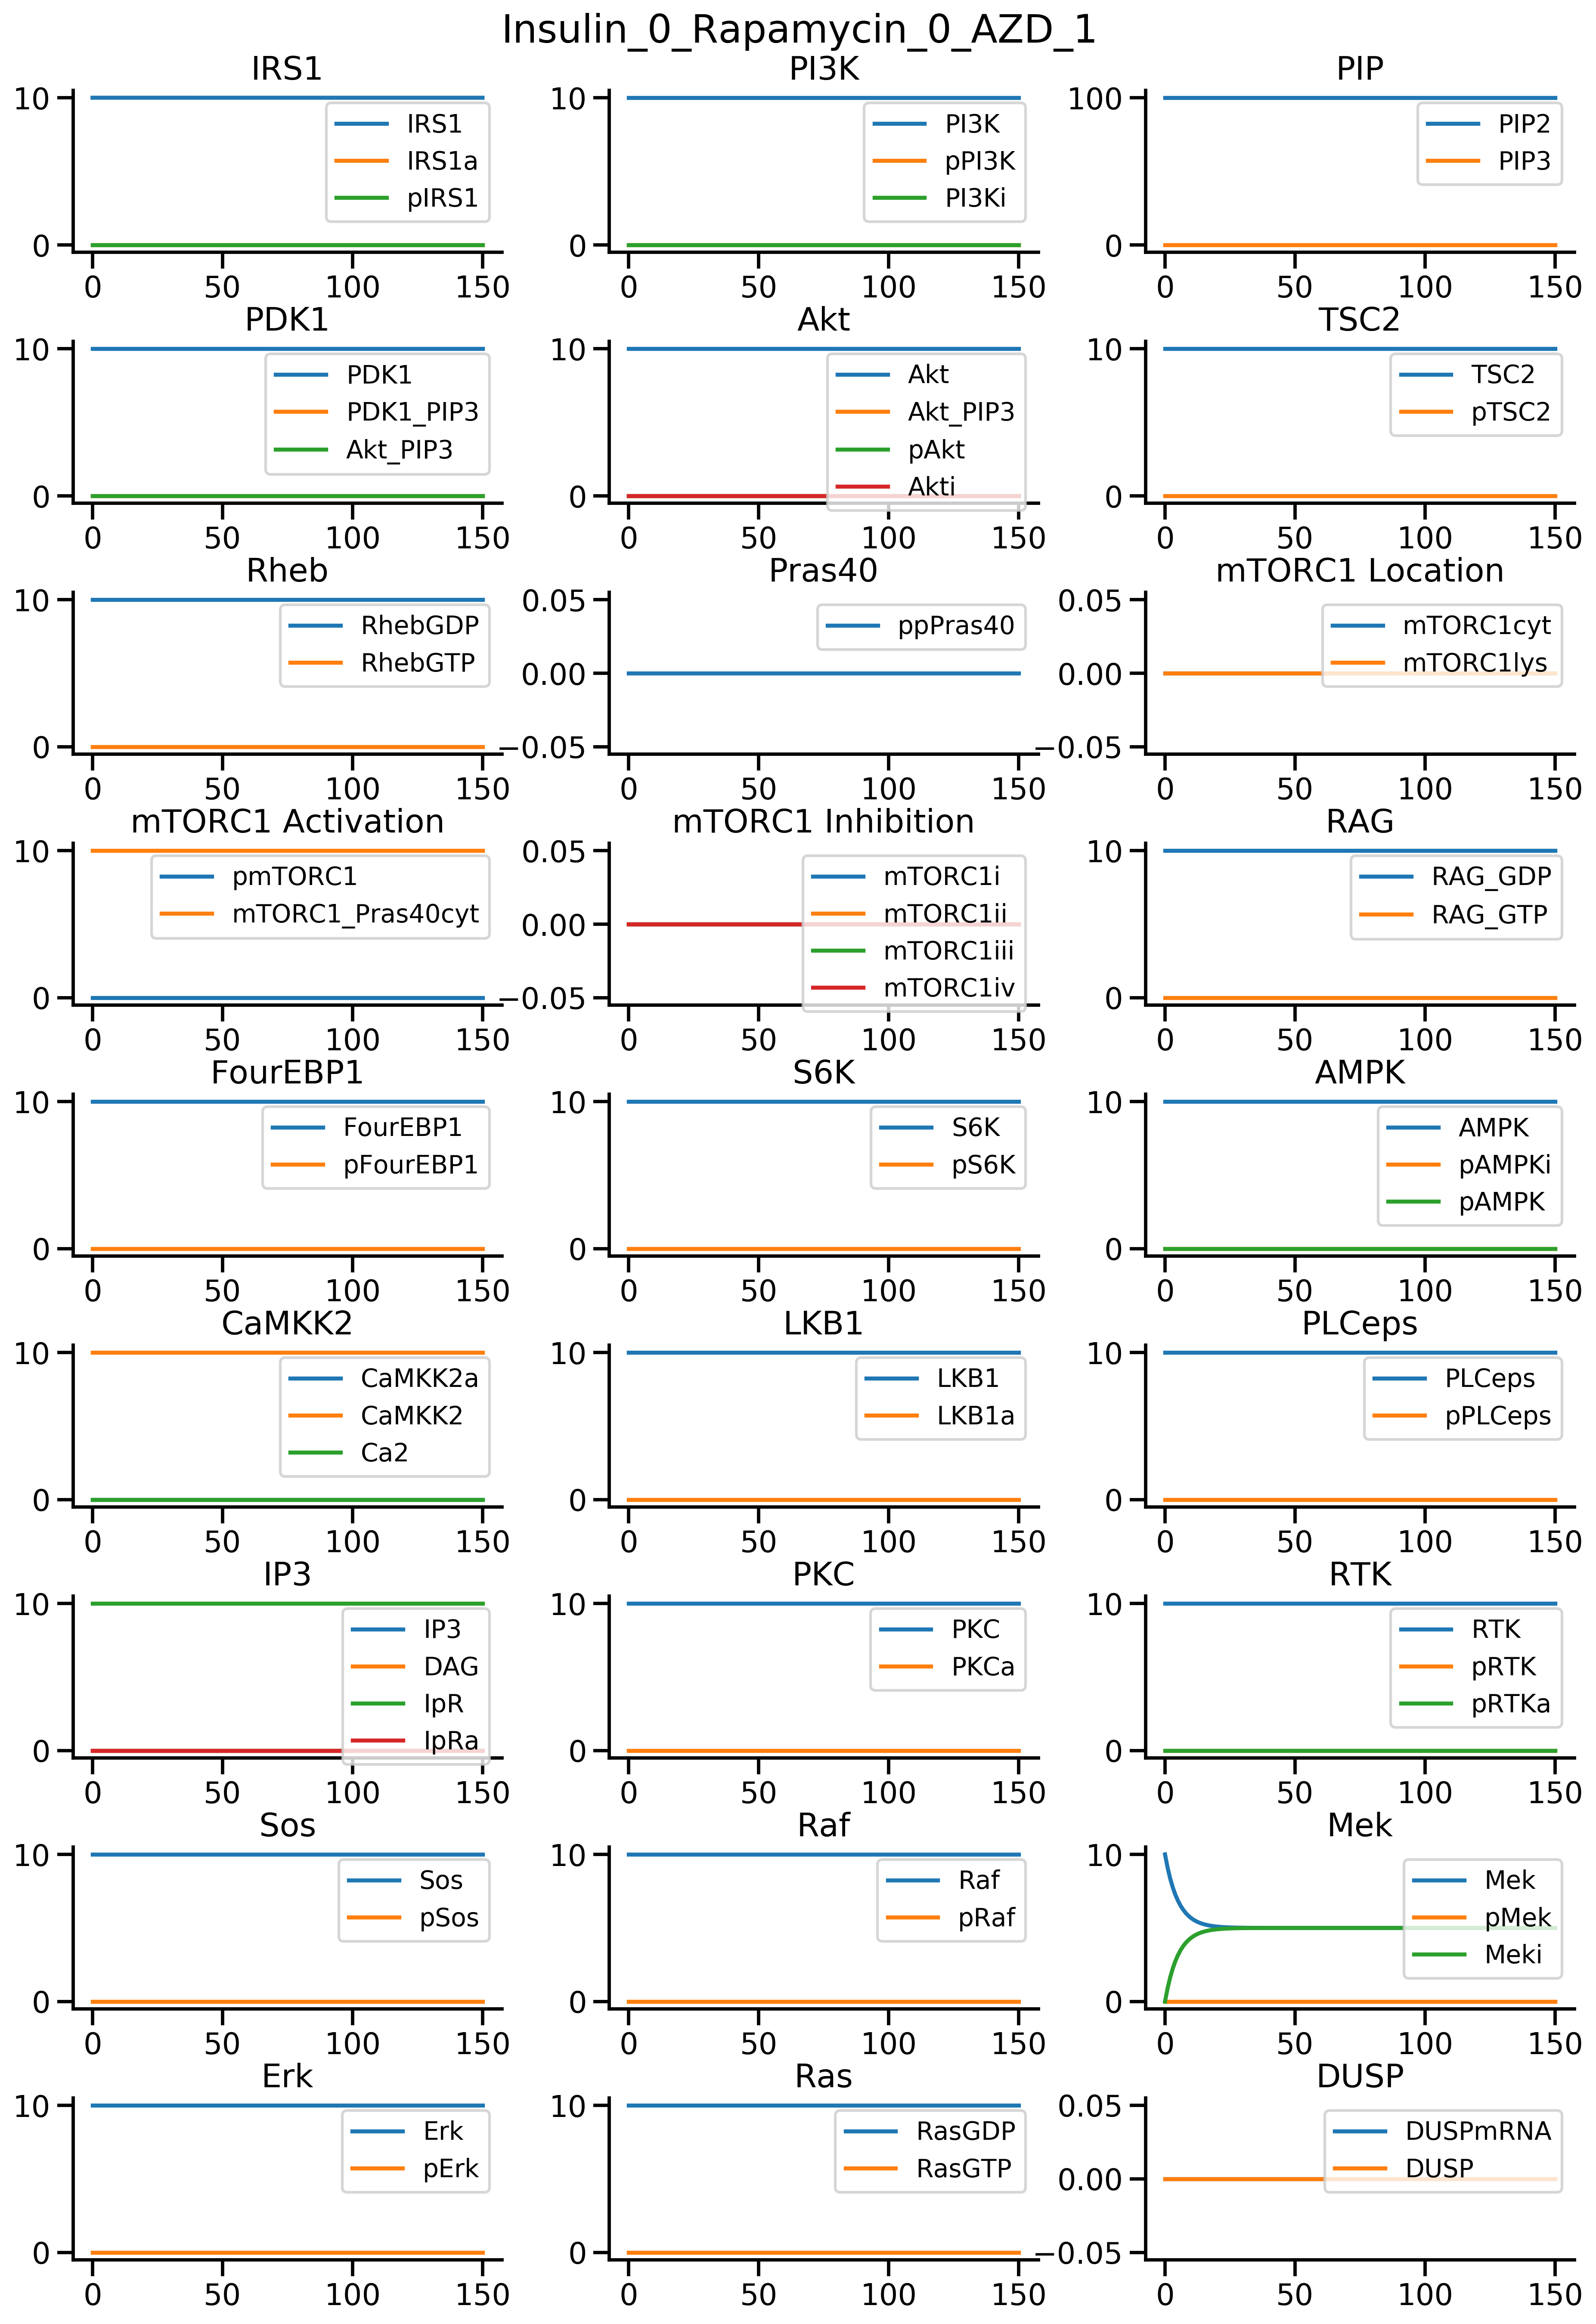 Insulin_0_Rapamycin_0_AZD_1
IRS1
10
0
0 50 100 150
IRS1
IRS1a
pIRS1
PI3K
10
0
0 50 100 150
PI3K
pPI3K
PI3Ki
PIP
100
0
0 50 100 150
PIP2
PIP3
PDK1
10
0
0 50 100 150
PDK1
PDK1_PIP3
Akt_PIP3
Akt
10
0
0 50 100 150
Akt
Akt_PIP3
pAkt
Akti
TSC2
10
0
0 50 100 150
TSC2
pTSC2
Rheb
10
0
0 50 100 150
RhebGDP
RhebGTP
Pras40
0.05
0.00
−0.05
0 50 100 150
ppPras40
mTORC1 Location
0.05
0.00
−0.05
0 50 100 150
mTORC1cyt
mTORC1lys
mTORC1 Activation
10
0
0 50 100 150
pmTORC1
mTORC1_Pras40cyt
mTORC1 Inhibition
0.05
0.00
−0.05
0 50 100 150
mTORC1i
mTORC1ii
mTORC1iii
mTORC1iv
RAG
10
0
0 50 100 150
RAG_GDP
RAG_GTP
FourEBP1
10
0
0 50 100 150
FourEBP1
pFourEBP1
S6K
10
0
0 50 100 150
S6K
pS6K
AMPK
10
0
0 50 100 150
AMPK
pAMPKi
pAMPK
CaMKK2
10
0
0 50 100 150
CaMKK2a
CaMKK2
Ca2
LKB1
10
0
0 50 100 150
LKB1
LKB1a
PLCeps
10
0
0 50 100 150
PLCeps
pPLCeps
IP3
10
0
0 50 100 150
IP3
DAG
IpR
IpRa
PKC
10
0
0 50 100 150
PKC
PKCa
RTK
10
0
0 50 100 150
RTK
pRTK
pRTKa
Sos
10
0
0 50 100 150
Sos
pSos
Raf
10
0
0 50 100 150
Raf
pRaf
Mek
10
0
0 50 100 150
Mek
pMek
Meki
Erk
10
0
0 50 100 150
Erk
pErk
Ras
10
0
0 50 100 150
RasGDP
RasGTP
DUSP
0.05
0.00
−0.05
0 50 100 150
DUSPmRNA
DUSP